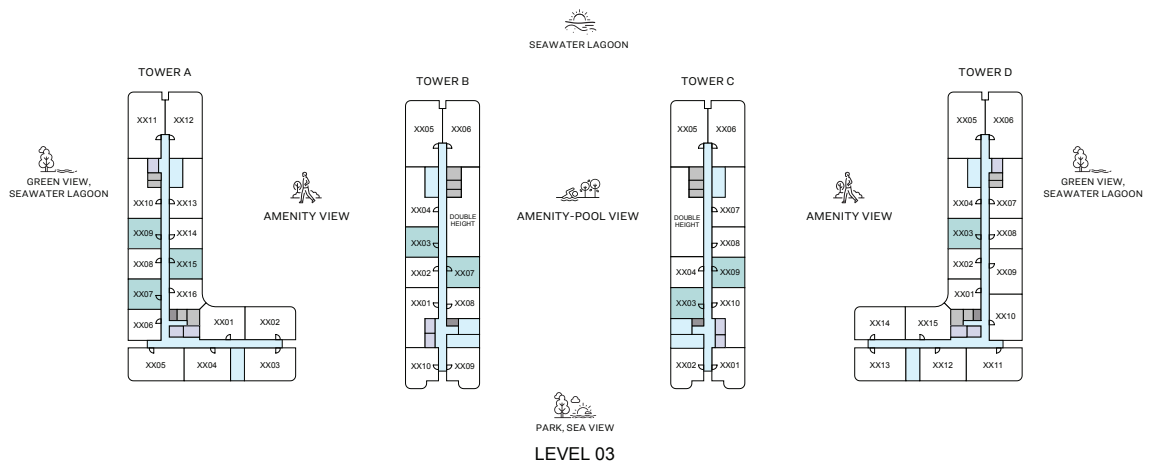 SEAWATER LAGOON
TOWER A
TOWER B
TOWER C
TOWER D
XX11
XX12
XX05
XX06
XX05
XX06
XX05
XX06
GREEN VIEW,
SEAWATER LAGOON
AMENITY VIEW
AMENITY-POOL VIEW
AMENITY VIEW
GREEN VIEW,
SEAWATER LAGOON
XX10
XX13
XX04
DOUBLE
HEIGHT
DOUBLE
HEIGHT
XX07
XX04
XX07
XX09
XX14
XX03
XX08
XX03
XX08
XX08
XX15
XX02
XX07
XX04
XX09
XX02
XX09
XX07
XX16
XX01
XX08
XX03
XX10
XX01
XX10
XX06
XX01
XX02
XX14
XX15
XX05
XX04
XX03
XX10
XX09
XX02
XX01
XX13
XX12
XX11
PARK, SEA VIEW
LEVEL 03